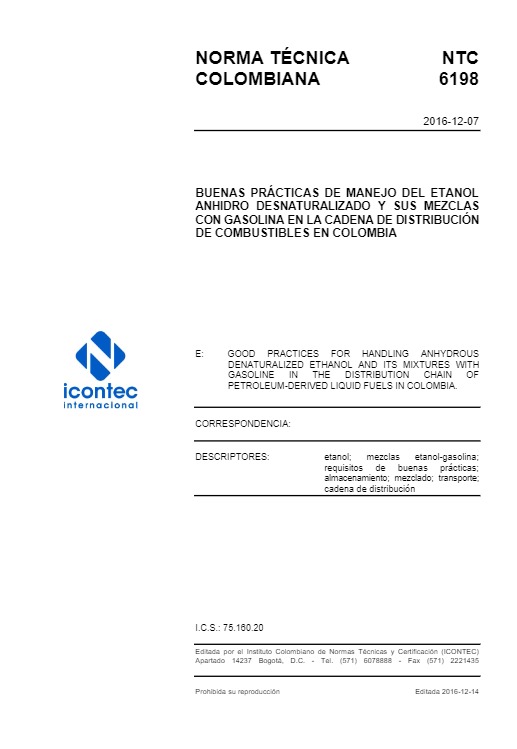 NORMA TÉCNICA NTC
COLOMBIANA 6198
2016-12-07
BUENAS PRÁCTICAS DE MANEJO DEL ETANOL
ANHIDRO DESNATURALIZADO Y SUS MEZCLAS
CON GASOLINA EN LA CADENA DE DISTRIBUCIÓN
DE COMBUSTIBLES EN COLOMBIA
icontec
internacional
E: GOOD PRACTICES FOR HANDLING ANHYDROUS
DENATURALIZED ETHANOL AND ITS MIXTURES WITH
GASOLINE IN THE DISTRIBUTION CHAIN OF
PETROLEUM-DERIVED LIQUID FUELS IN COLOMBIA.
CORRESPONDENCIA:
DESCRIPTORES: etanol; mezclas etanol-gasolina;
requisitos de buenas prácticas;
almacenamiento; mezclado; transporte;
cadena de distribución
I.C.S.: 75.160.20
Editada por el Instituto Colombiano de Normas Técnicas y Certificación (ICONTEC)
Apartado 14237 Bogotá, D.C. - Tel. (571) 6078888 - Fax (571) 2221435
Prohibida su reproducción Editada 2016-12-14